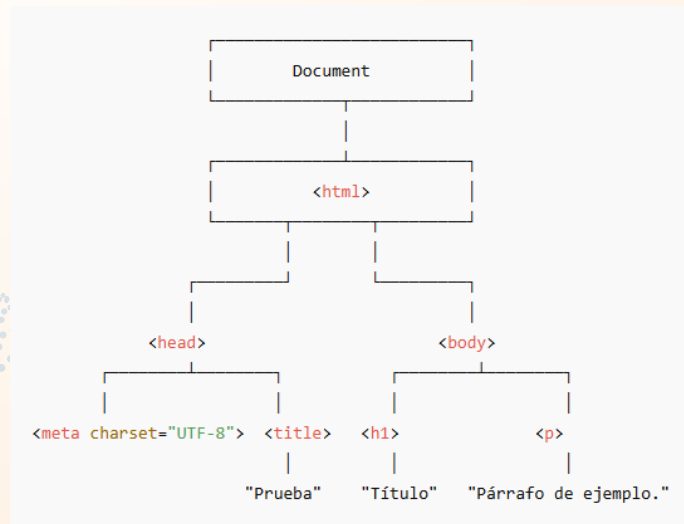 Document
<html>
<head> <body>
<meta charset="UTF-8"> <title> <h1> <p>
"Prueba" "Título" "Párrafo de ejemplo."